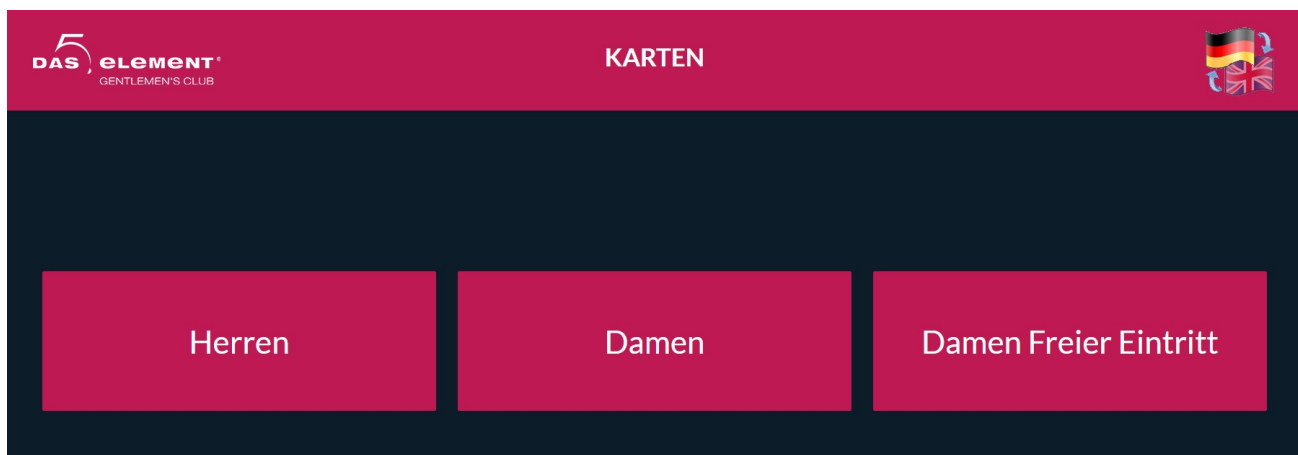 DAS 5 ELEMENT®
GENTLEMEN'S CLUB
KARTEN
Herren
Damen
Damen Freier Eintritt